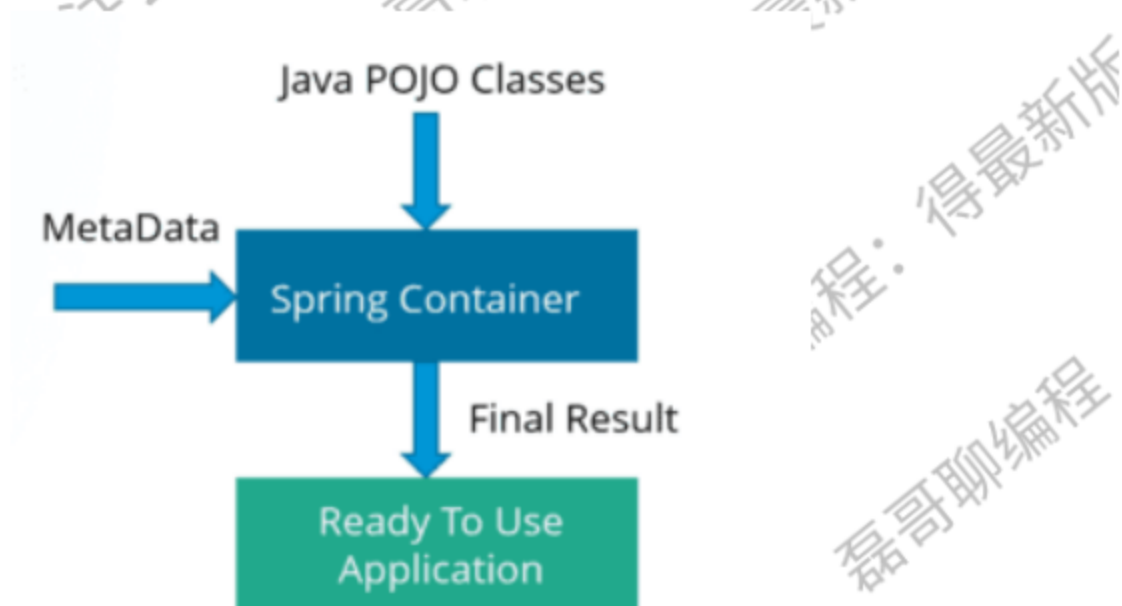 Java POJO Classes
MetaData
Spring Container
Final Result
Ready To Use
Application
程：得最新版
磊哥聊编程